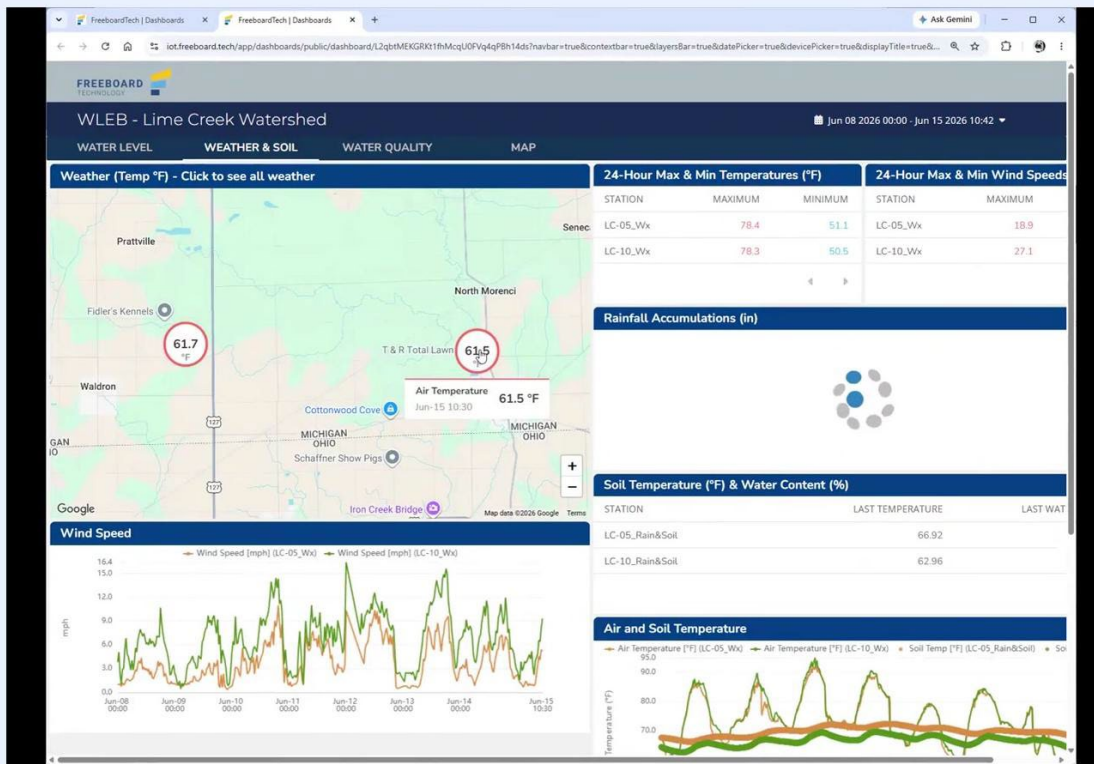 FreeboardTech | Dashboards
FreeboardTech | Dashboards
Ask Gemini
iot.freeboard.tech/app/dashboards/public/dashboard/L2qbtMEKGRKt1fhMcqU0FVq4qPBh14ds?navbar=true&contextbar=true&layersBar=true&datePicker=true&devicePicker=true&displayTitle=true&...
FREEBOARD
TECHNOLOGY
WLEB - Lime Creek Watershed
Jun 08 2026 00:00 - Jun 15 2026 10:42
WATER LEVEL WEATHER & SOIL WATER QUALITY MAP
Weather (Temp °F) - Click to see all weather
Prattville
Senec
North Morenci
Fidler's Kennels
61.7
°F
T & R Total Lawn
61.5
Air Temperature
Jun-15 10:30
61.5 °F
Waldron
Cottonwood Cove
127
MICHIGAN
OHIO
MICHIGAN
OHIO
GAN
IO
Schaffner Show Pigs
127
Iron Creek Bridge
+
−
Google
Map data ©2026 Google Terms
Wind Speed
Wind Speed [mph] (LC-05_Wx) Wind Speed [mph] (LC-10_Wx)
16.4
15.0
12.0
9.0
6.0
3.0
0.0
mph
Jun-08 00:00
Jun-09 00:00
Jun-10 00:00
Jun-11 00:00
Jun-12 00:00
Jun-13 00:00
Jun-14 00:00
Jun-15 10:30
24-Hour Max & Min Temperatures (°F)
STATION MAXIMUM MINIMUM
LC-05_Wx 78.4 51.1
LC-10_Wx 78.3 50.5
24-Hour Max & Min Wind Speeds
STATION MAXIMUM
LC-05_Wx 18.9
LC-10_Wx 27.1
Rainfall Accumulations (in)
Soil Temperature (°F) & Water Content (%)
STATION LAST TEMPERATURE LAST WAT
LC-05_Rain&Soil 66.92
LC-10_Rain&Soil 62.96
Air and Soil Temperature
Air Temperature [°F] (LC-05_Wx) Air Temperature [°F] (LC-10_Wx) Soil Temp [°F] (LC-05_Rain&Soil) Soi
95.0
90.0
80.0
70.0
Temperature (°F)